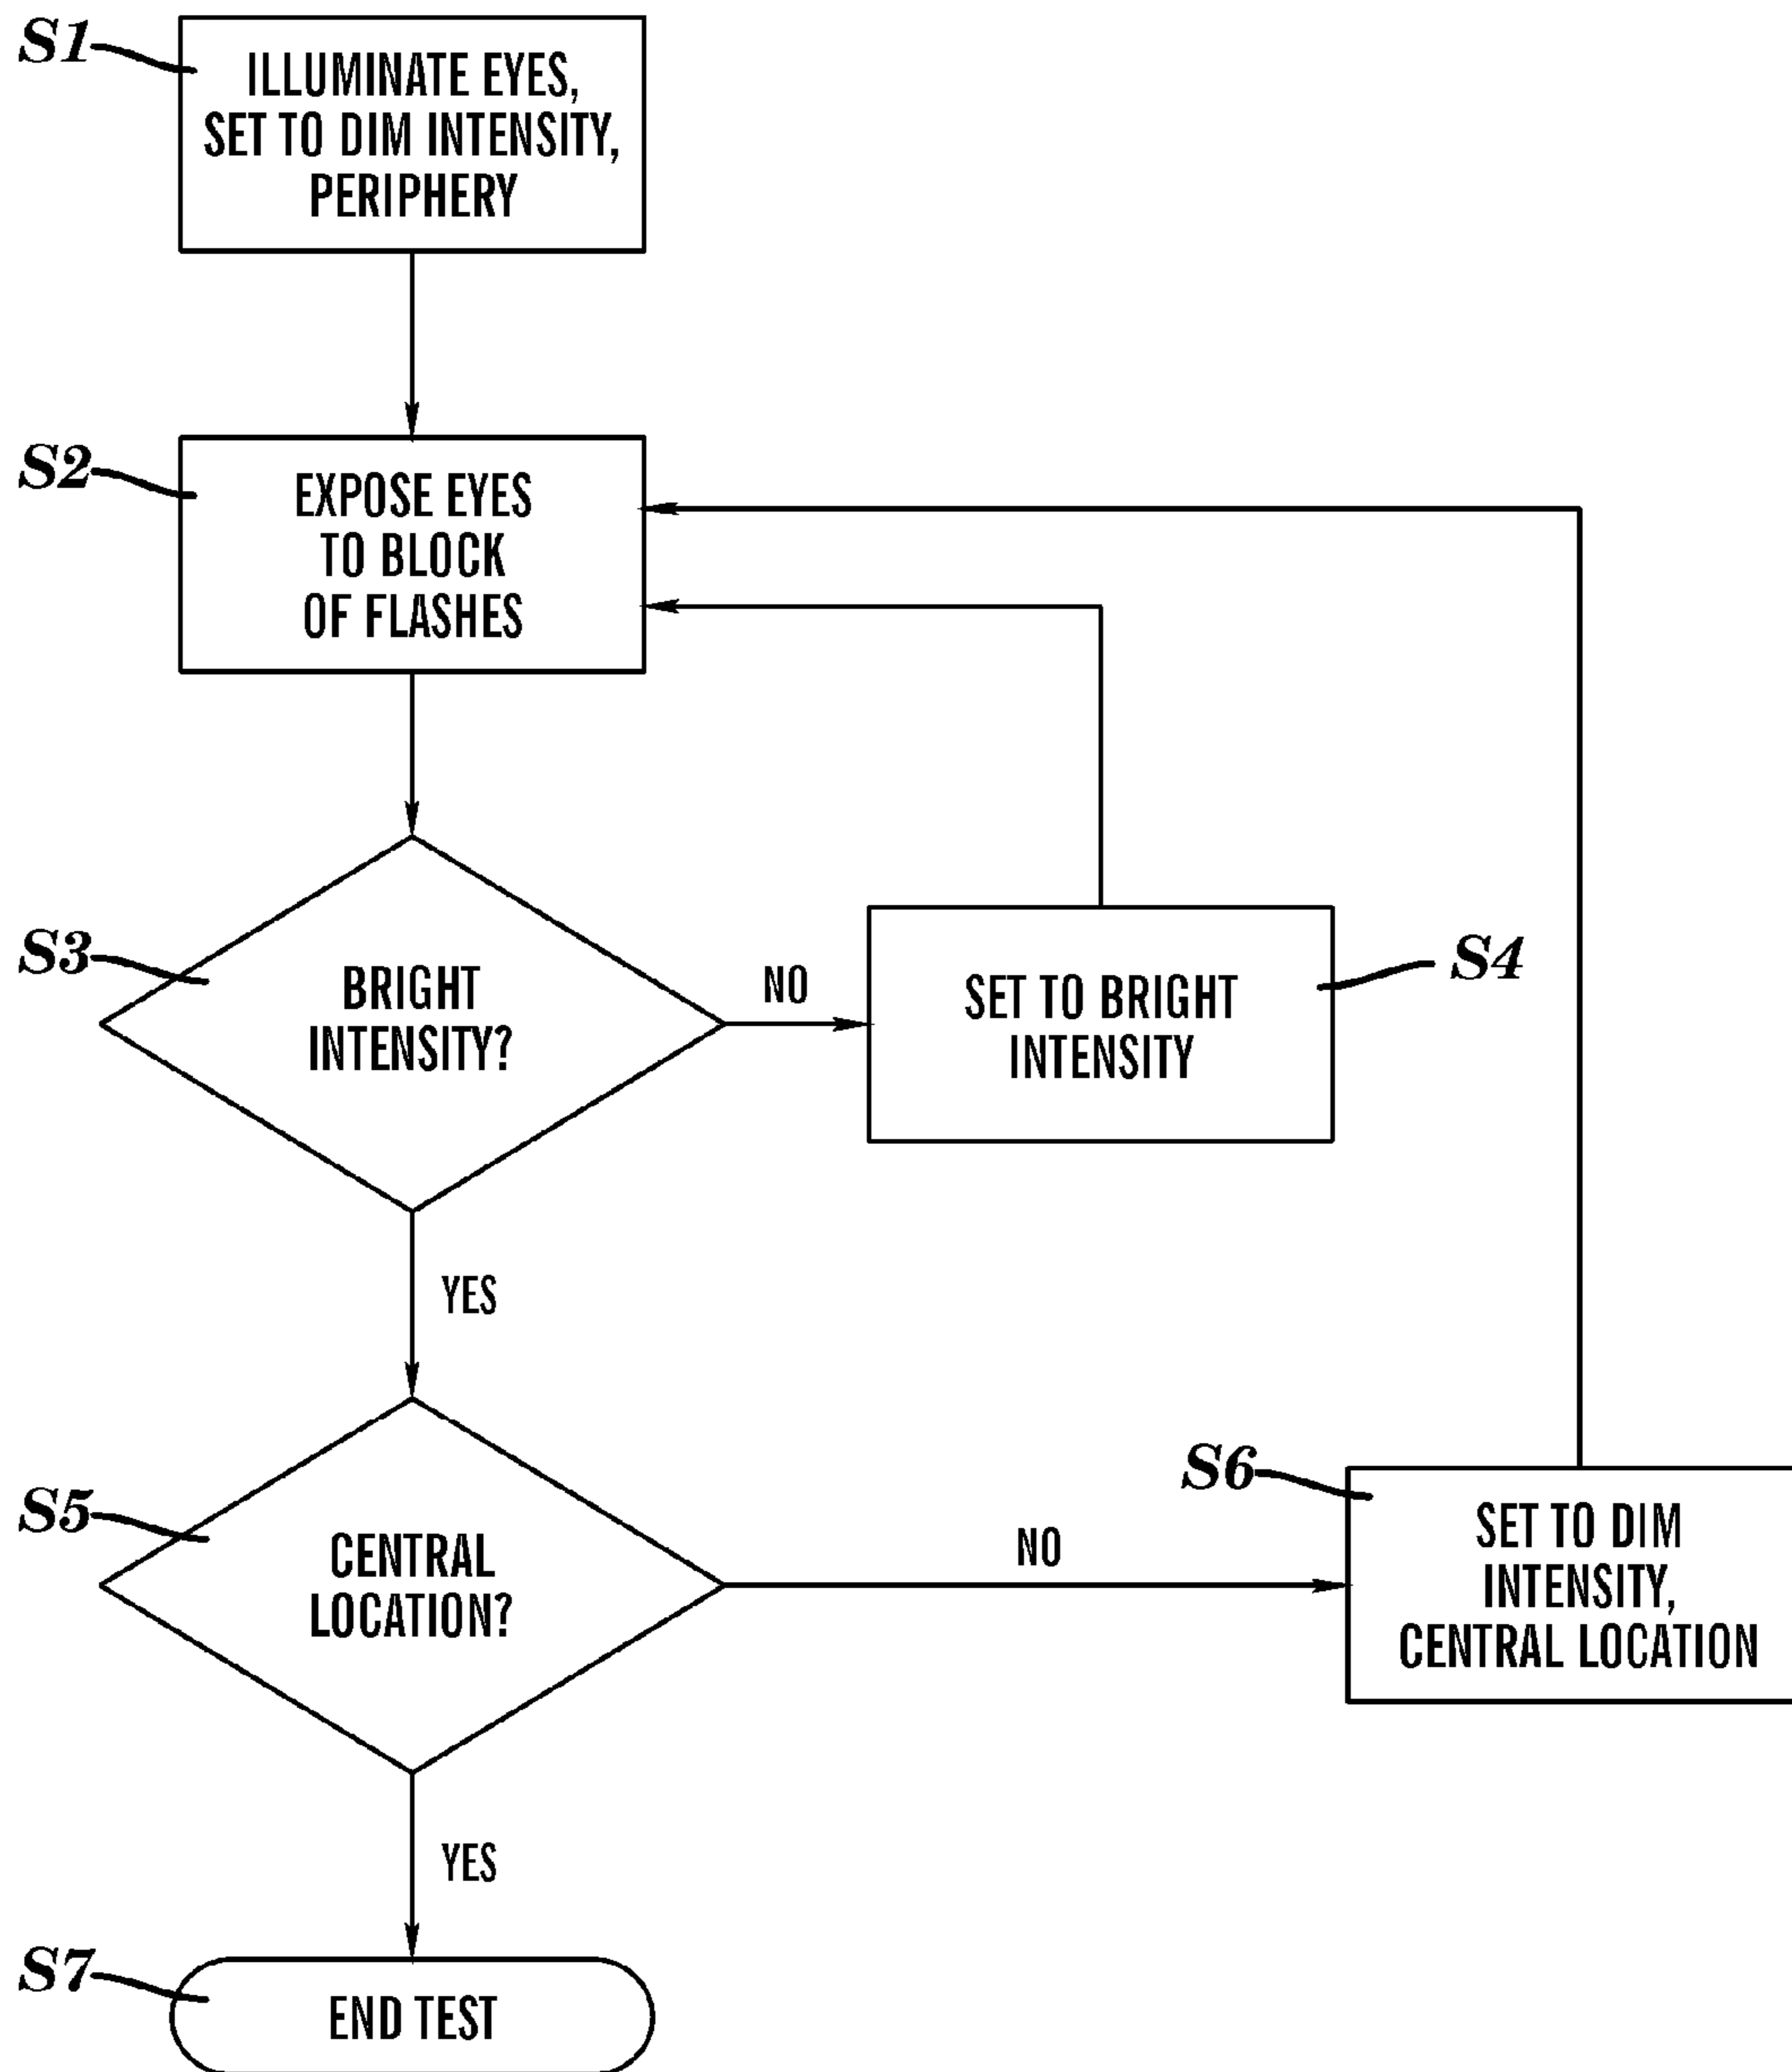 S1
ILLUMINATE EYES,
SET TO DIM INTENSITY,
PERIPHERY
S2
EXPOSE EYES
TO BLOCK
OF FLASHES
S3
BRIGHT
INTENSITY?
NO
SET TO BRIGHT
INTENSITY
S4
YES
S5
CENTRAL
LOCATION?
NO
S6
SET TO DIM
INTENSITY,
CENTRAL LOCATION
YES
S7
END TEST